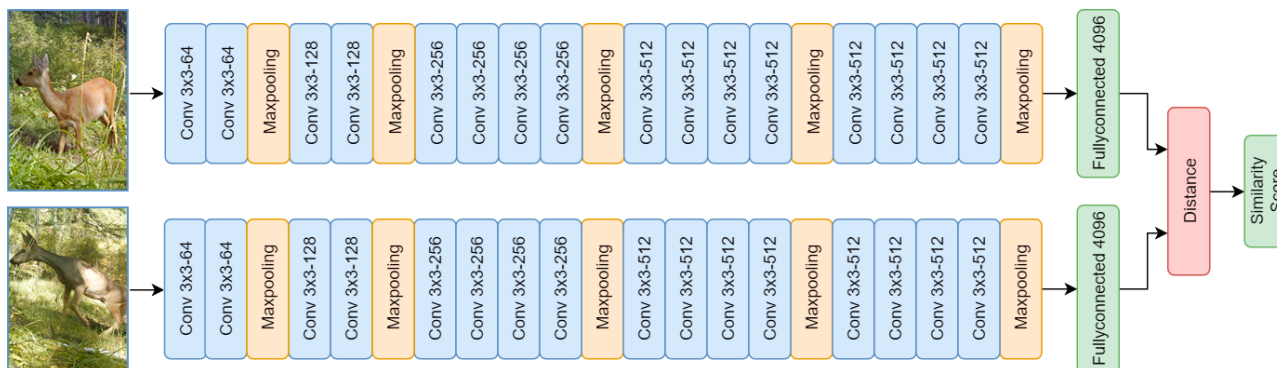 Conv 3x3-64
Conv 3x3-64
Maxpooling
Conv 3x3-128
Conv 3x3-128
Maxpooling
Conv 3x3-256
Conv 3x3-256
Conv 3x3-256
Conv 3x3-256
Maxpooling
Conv 3x3-512
Conv 3x3-512
Conv 3x3-512
Conv 3x3-512
Maxpooling
Conv 3x3-512
Conv 3x3-512
Conv 3x3-512
Conv 3x3-512
Maxpooling
Fullyconnected 4096
Conv 3x3-64
Conv 3x3-64
Maxpooling
Conv 3x3-128
Conv 3x3-128
Maxpooling
Conv 3x3-256
Conv 3x3-256
Conv 3x3-256
Conv 3x3-256
Maxpooling
Conv 3x3-512
Conv 3x3-512
Conv 3x3-512
Conv 3x3-512
Maxpooling
Conv 3x3-512
Conv 3x3-512
Conv 3x3-512
Conv 3x3-512
Maxpooling
Fullyconnected 4096
Distance
Similarity
Score